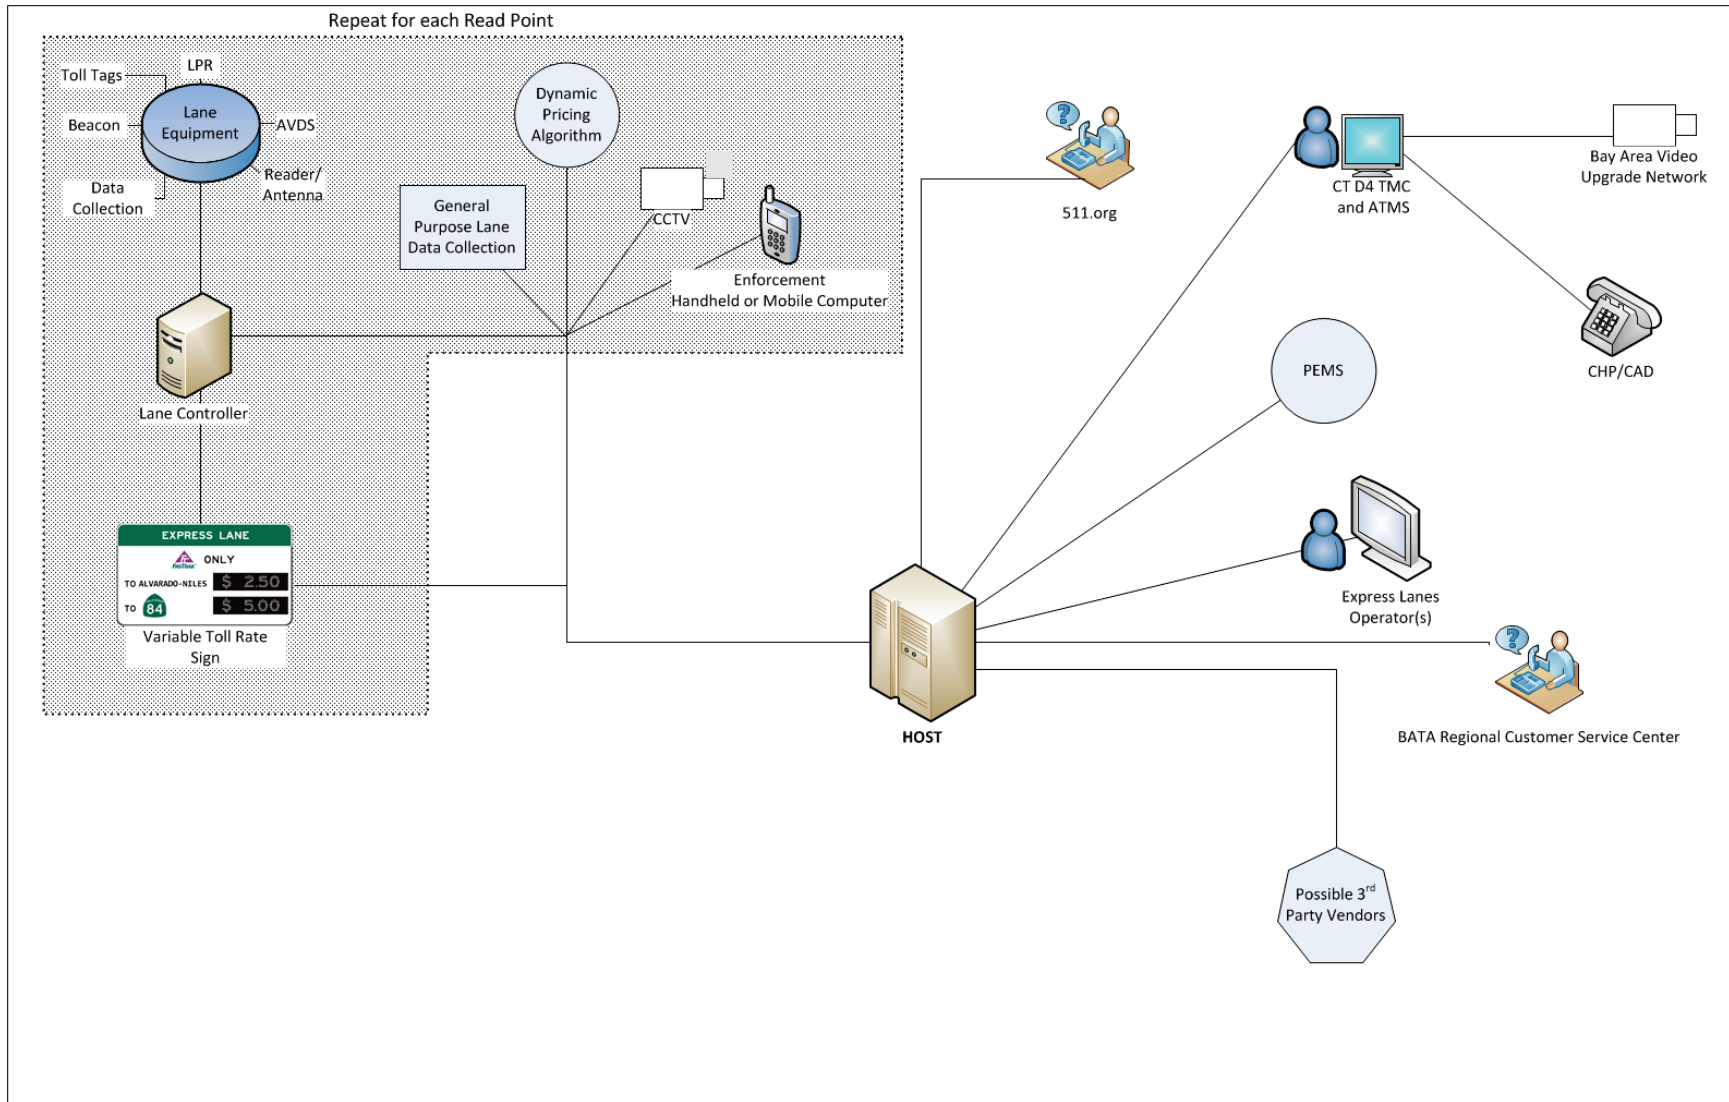 Repeat for each Read Point
LPR
Toll Tags
Lane
Equipment
Beacon
AVDS
Data
Collection
Reader/
Antenna
Dynamic
Pricing
Algorithm
General
Purpose Lane
Data Collection
CCTV
Enforcement
Handheld or Mobile Computer
Lane Controller
EXPRESS LANE
FASTRAK
ONLY
TO ALVARADO-NILES $ 2.50
TO 84 $ 5.00
Variable Toll Rate
Sign
?
511.org
CT D4 TMC
and ATMS
Bay Area Video
Upgrade Network
CHP/CAD
PEMS
Express Lanes
Operator(s)
HOST
?
BATA Regional Customer Service Center
Possible 3rd
Party Vendors